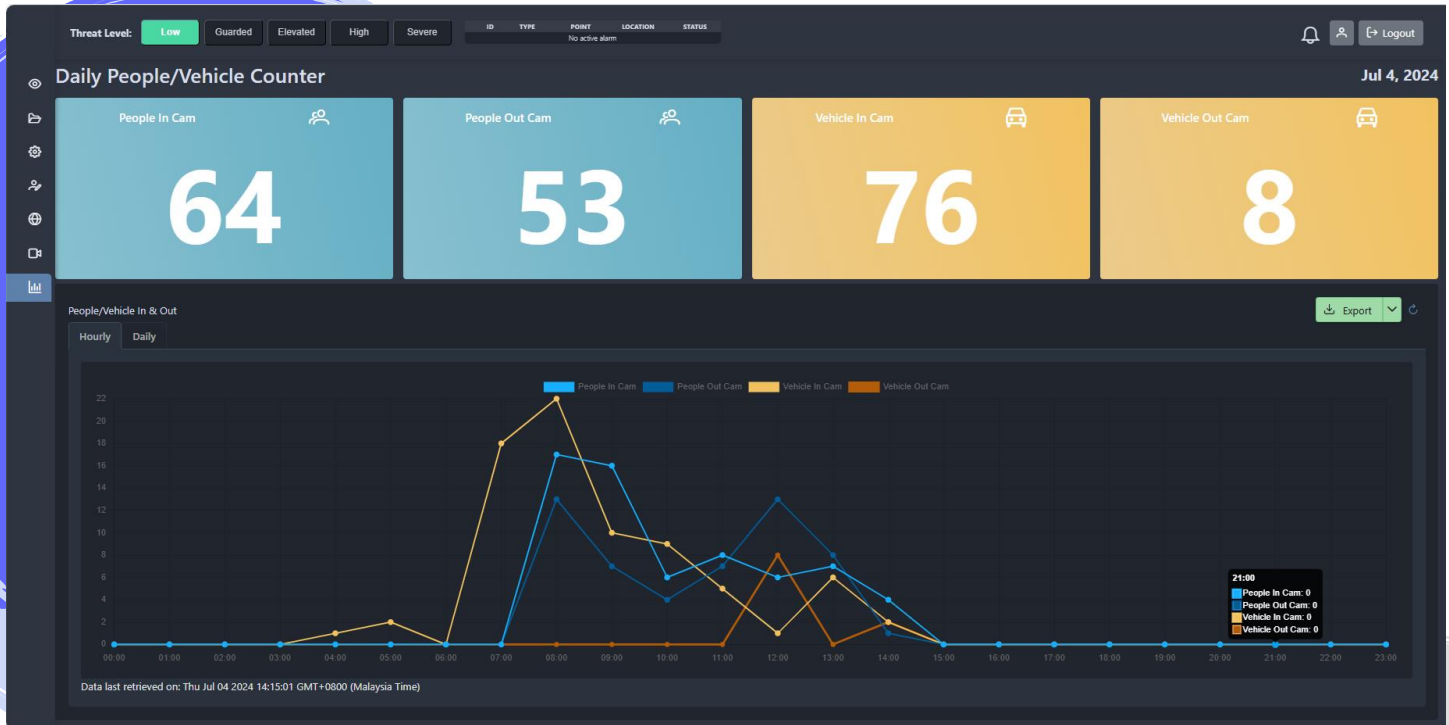 Threat Level: Low Guarded Elevated High Severe
ID TYPE POINT LOCATION STATUS
No active alarm
Logout
Daily People/Vehicle Counter Jul 4, 2024
People In Cam People Out Cam Vehicle In Cam Vehicle Out Cam
64 53 76 8
People/Vehicle In & Out Export
Hourly Daily
People In Cam People Out Cam Vehicle In Cam Vehicle Out Cam
22
20
18
16
14
12
10
8
6
4
2
0
21:00
People In Cam: 0
People Out Cam: 0
Vehicle In Cam: 0
Vehicle Out Cam: 0
00:00 01:00 02:00 03:00 04:00 05:00 06:00 07:00 08:00 09:00 10:00 11:00 12:00 13:00 14:00 15:00 16:00 17:00 18:00 19:00 20:00 21:00 22:00 23:00
Data last retrieved on: Thu Jul 04 2024 14:15:01 GMT+0800 (Malaysia Time)